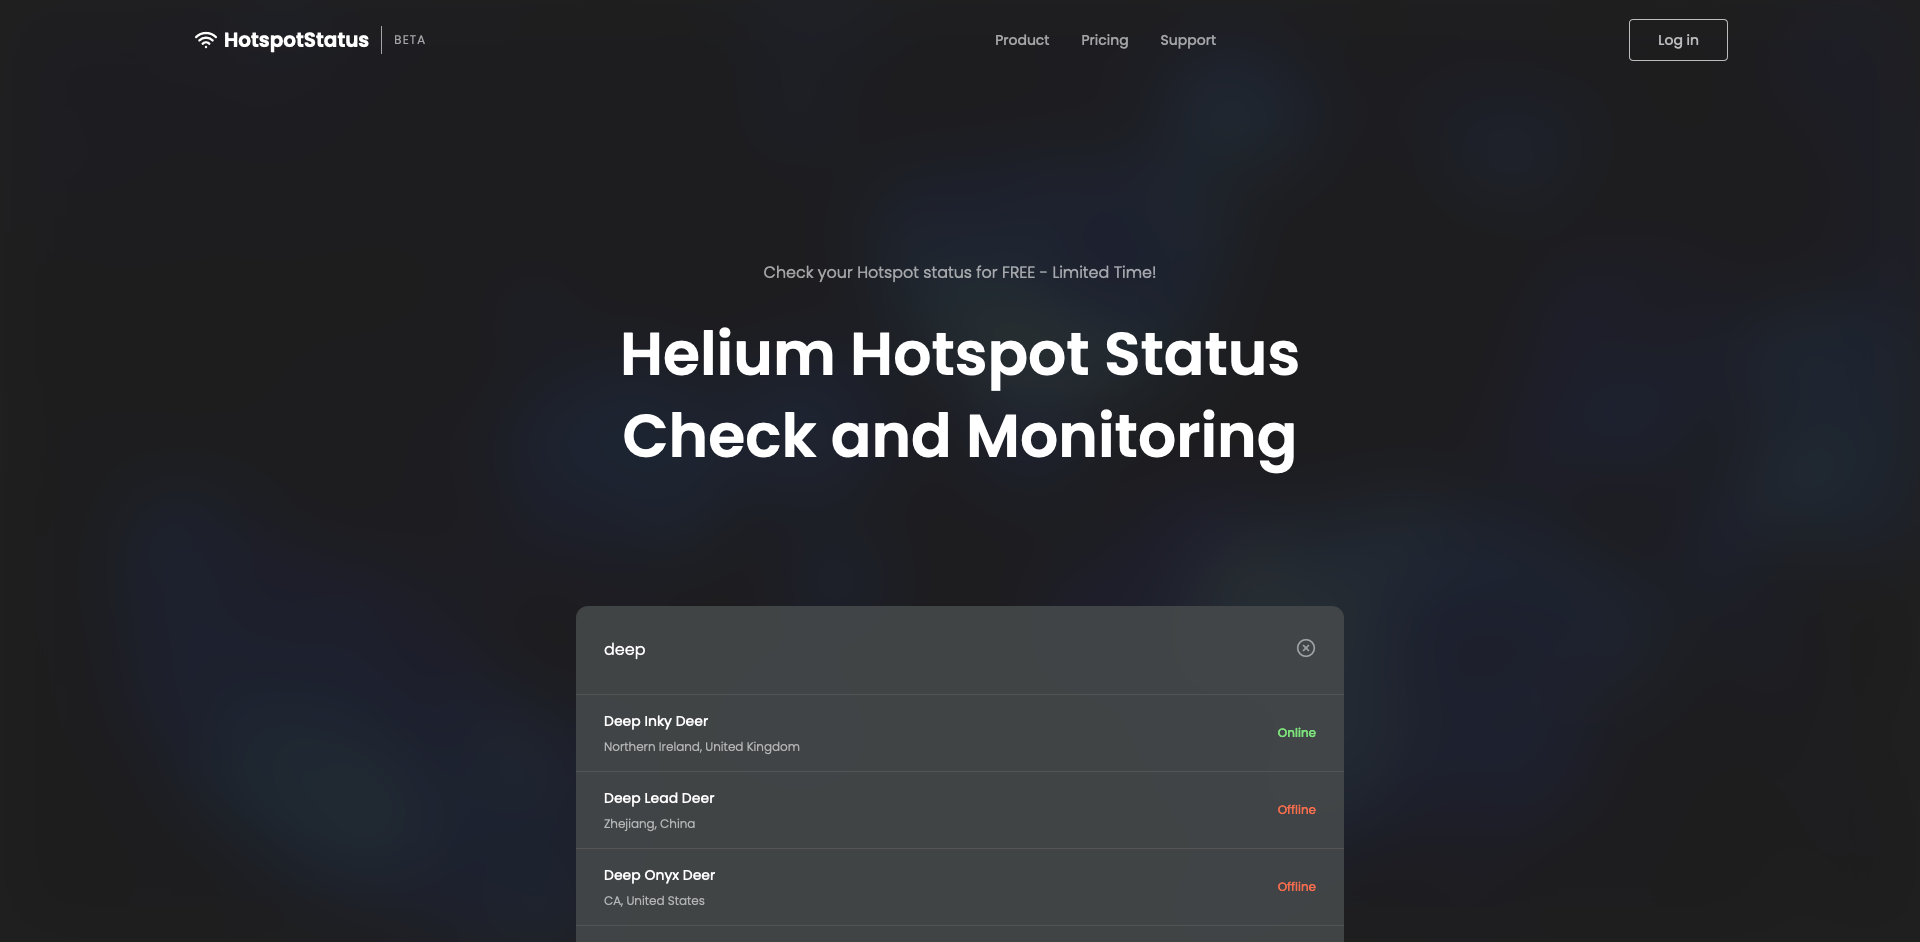 HotspotStatus
BETA
Product
Pricing
Support
Log in
Check your Hotspot status for FREE - Limited Time!
Helium Hotspot Status
Check and Monitoring
deep
Deep Inky Deer
Northern Ireland, United Kingdom
Online
Deep Lead Deer
Zhejiang, China
Offline
Deep Onyx Deer
CA, United States
Offline